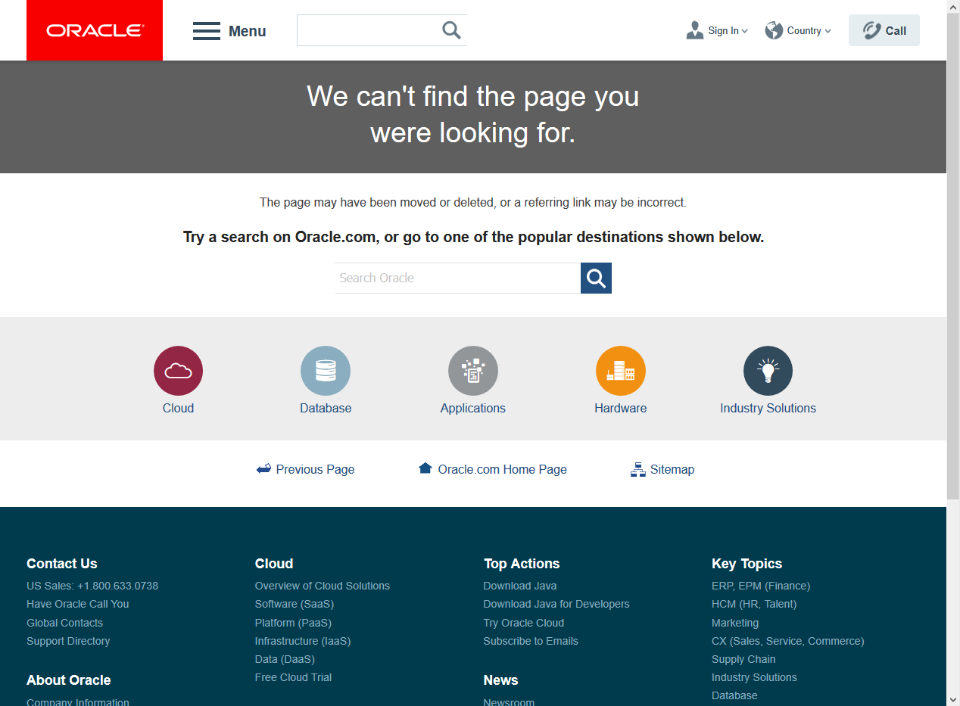 ORACLE
Menu
Sign In
Country
Call
We can't find the page you
were looking for.
The page may have been moved or deleted, or a referring link may be incorrect.
Try a search on Oracle.com, or go to one of the popular destinations shown below.
Search Oracle
Cloud
Database
Applications
Hardware
Industry Solutions
Previous Page
Oracle.com Home Page
Sitemap
Contact Us
US Sales: +1.800.633.0738
Have Oracle Call You
Global Contacts
Support Directory
About Oracle
Company Information
Cloud
Overview of Cloud Solutions
Software (SaaS)
Platform (PaaS)
Infrastructure (IaaS)
Data (DaaS)
Free Cloud Trial
Top Actions
Download Java
Download Java for Developers
Try Oracle Cloud
Subscribe to Emails
News
Newsroom
Key Topics
ERP, EPM (Finance)
HCM (HR, Talent)
Marketing
CX (Sales, Service, Commerce)
Supply Chain
Industry Solutions
Database